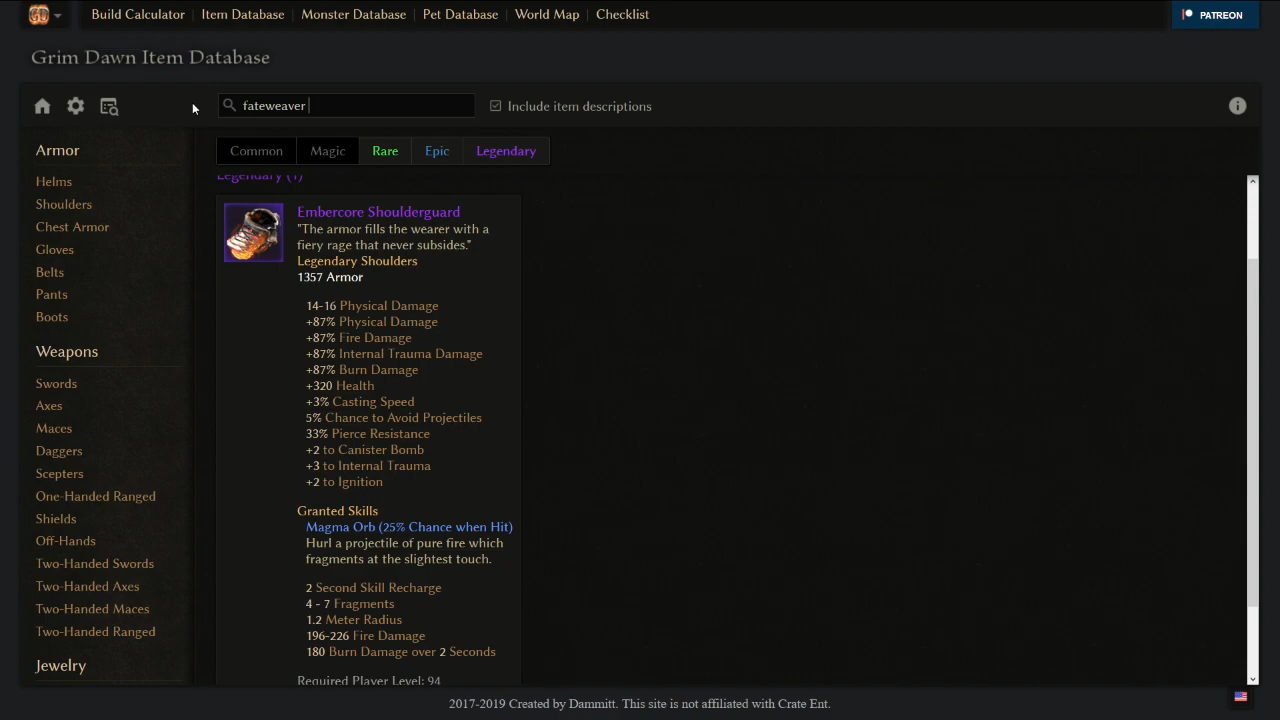 Build Calculator Item Database Monster Database Pet Database World Map Checklist PATREON
Grim Dawn Item Database
fateweaver Include item descriptions
Common Magic Rare Epic Legendary
Armor
Helms
Shoulders
Chest Armor
Gloves
Belts
Pants
Boots
Weapons
Swords
Axes
Maces
Daggers
Scepters
One-Handed Ranged
Shields
Off-Hands
Two-Handed Swords
Two-Handed Axes
Two-Handed Maces
Two-Handed Ranged
Jewelry
Legendary (1)
Embercore Shoulderguard
"The armor fills the wearer with a
fiery rage that never subsides."
Legendary Shoulders
1357 Armor
14-16 Physical Damage
+87% Physical Damage
+87% Fire Damage
+87% Internal Trauma Damage
+87% Burn Damage
+320 Health
+3% Casting Speed
5% Chance to Avoid Projectiles
33% Pierce Resistance
+2 to Canister Bomb
+3 to Internal Trauma
+2 to Ignition
Granted Skills
Magma Orb (25% Chance when Hit)
Hurl a projectile of pure fire which
fragments at the slightest touch.
2 Second Skill Recharge
4 - 7 Fragments
1.2 Meter Radius
196-226 Fire Damage
180 Burn Damage over 2 Seconds
Required Player Level: 94
2017-2019 Created by Dammitt. This site is not affiliated with Crate Ent.